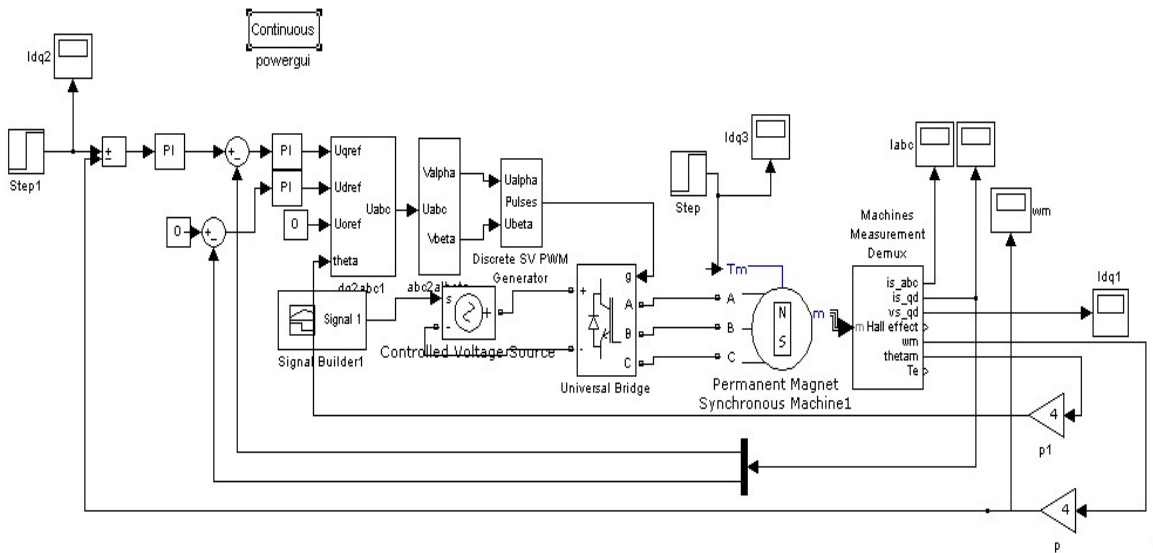 Continuous
powergui
Idq2
Step1
PI
PI
PI
0
0
Uqref
Udref
Uoref
theta
Uabc
dq2abc1
Valpha
Uabc
Vbeta
Ualpha
Pulses
Ubeta
Discrete SV PWM
Generator
Signal 1
Signal Builder1
s
+
-
Controlled Voltage Source
g
+
-
A
B
C
Universal Bridge
Step
Idq3
Tm
A
B
C
N
S
m
Permanent Magnet
Synchronous Machine1
Iabc
wm
Machines
Measurement
Demux
m
is_abc
is_qd
vs_qd
Hall effect
wm
thetam
Te
Idq1
4
p1
4
p